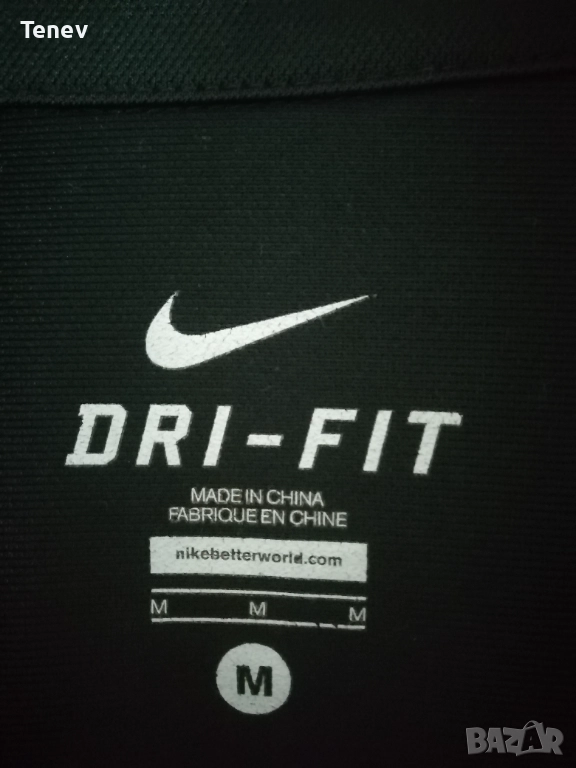 Tenev
DRI-FIT
MADE IN CHINA
FABRIQUE EN CHINE
nikebetterworld.com
M M M
M
BAZAR